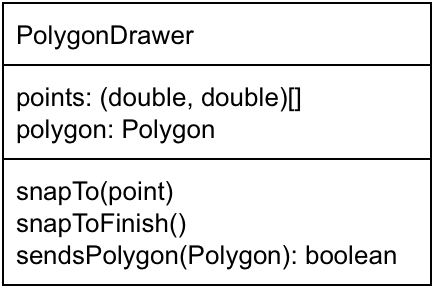 PolygonDrawer
points: (double, double)[]
polygon: Polygon
snapTo(point)
snapToFinish()
sendsPolygon(Polygon): boolean